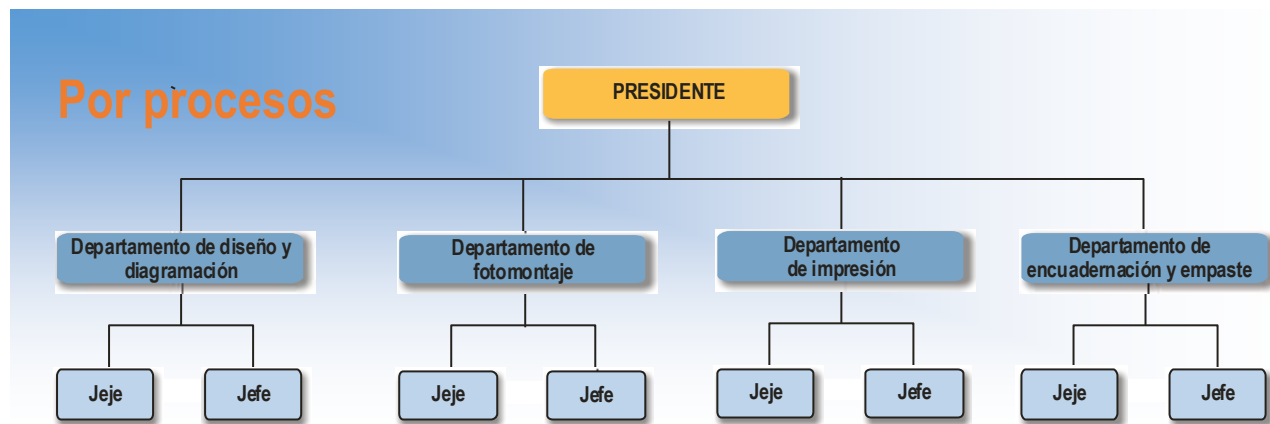 Por procesos
PRESIDENTE
Departamento de diseño y
diagramación
Departamento de
fotomontaje
Departamento
de impresión
Departamento de
encuadernación y empaste
Jeje
Jefe
Jeje
Jefe
Jeje
Jefe
Jeje
Jefe